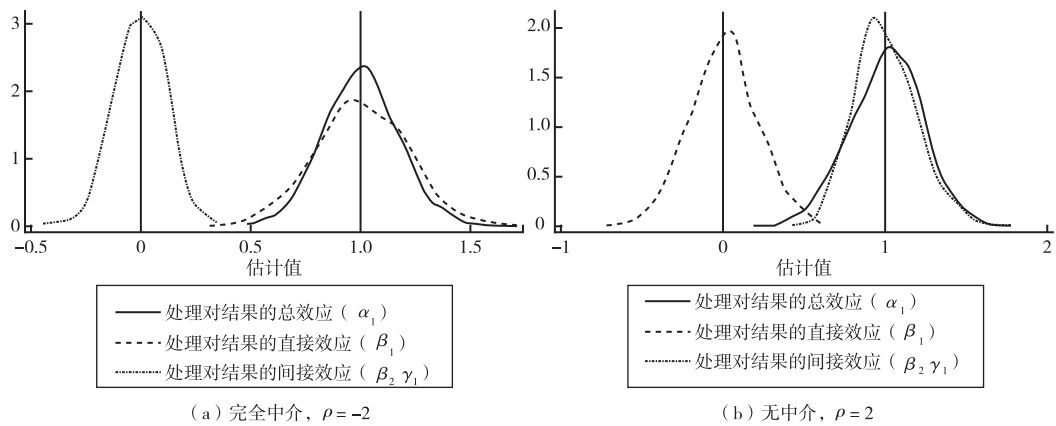 3
2
1
0
-0.5
0
0.5
1.0
1.5
估计值
处理对结果的总效应（α₁）
处理对结果的直接效应（β₁）
处理对结果的间接效应（β₂γ₁）
（a）完全中介，ρ=-2
2.0
1.5
1.0
0.5
0
-1
0
1
2
估计值
处理对结果的总效应（α₁）
处理对结果的直接效应（β₁）
处理对结果的间接效应（β₂γ₁）
（b）无中介，ρ=2